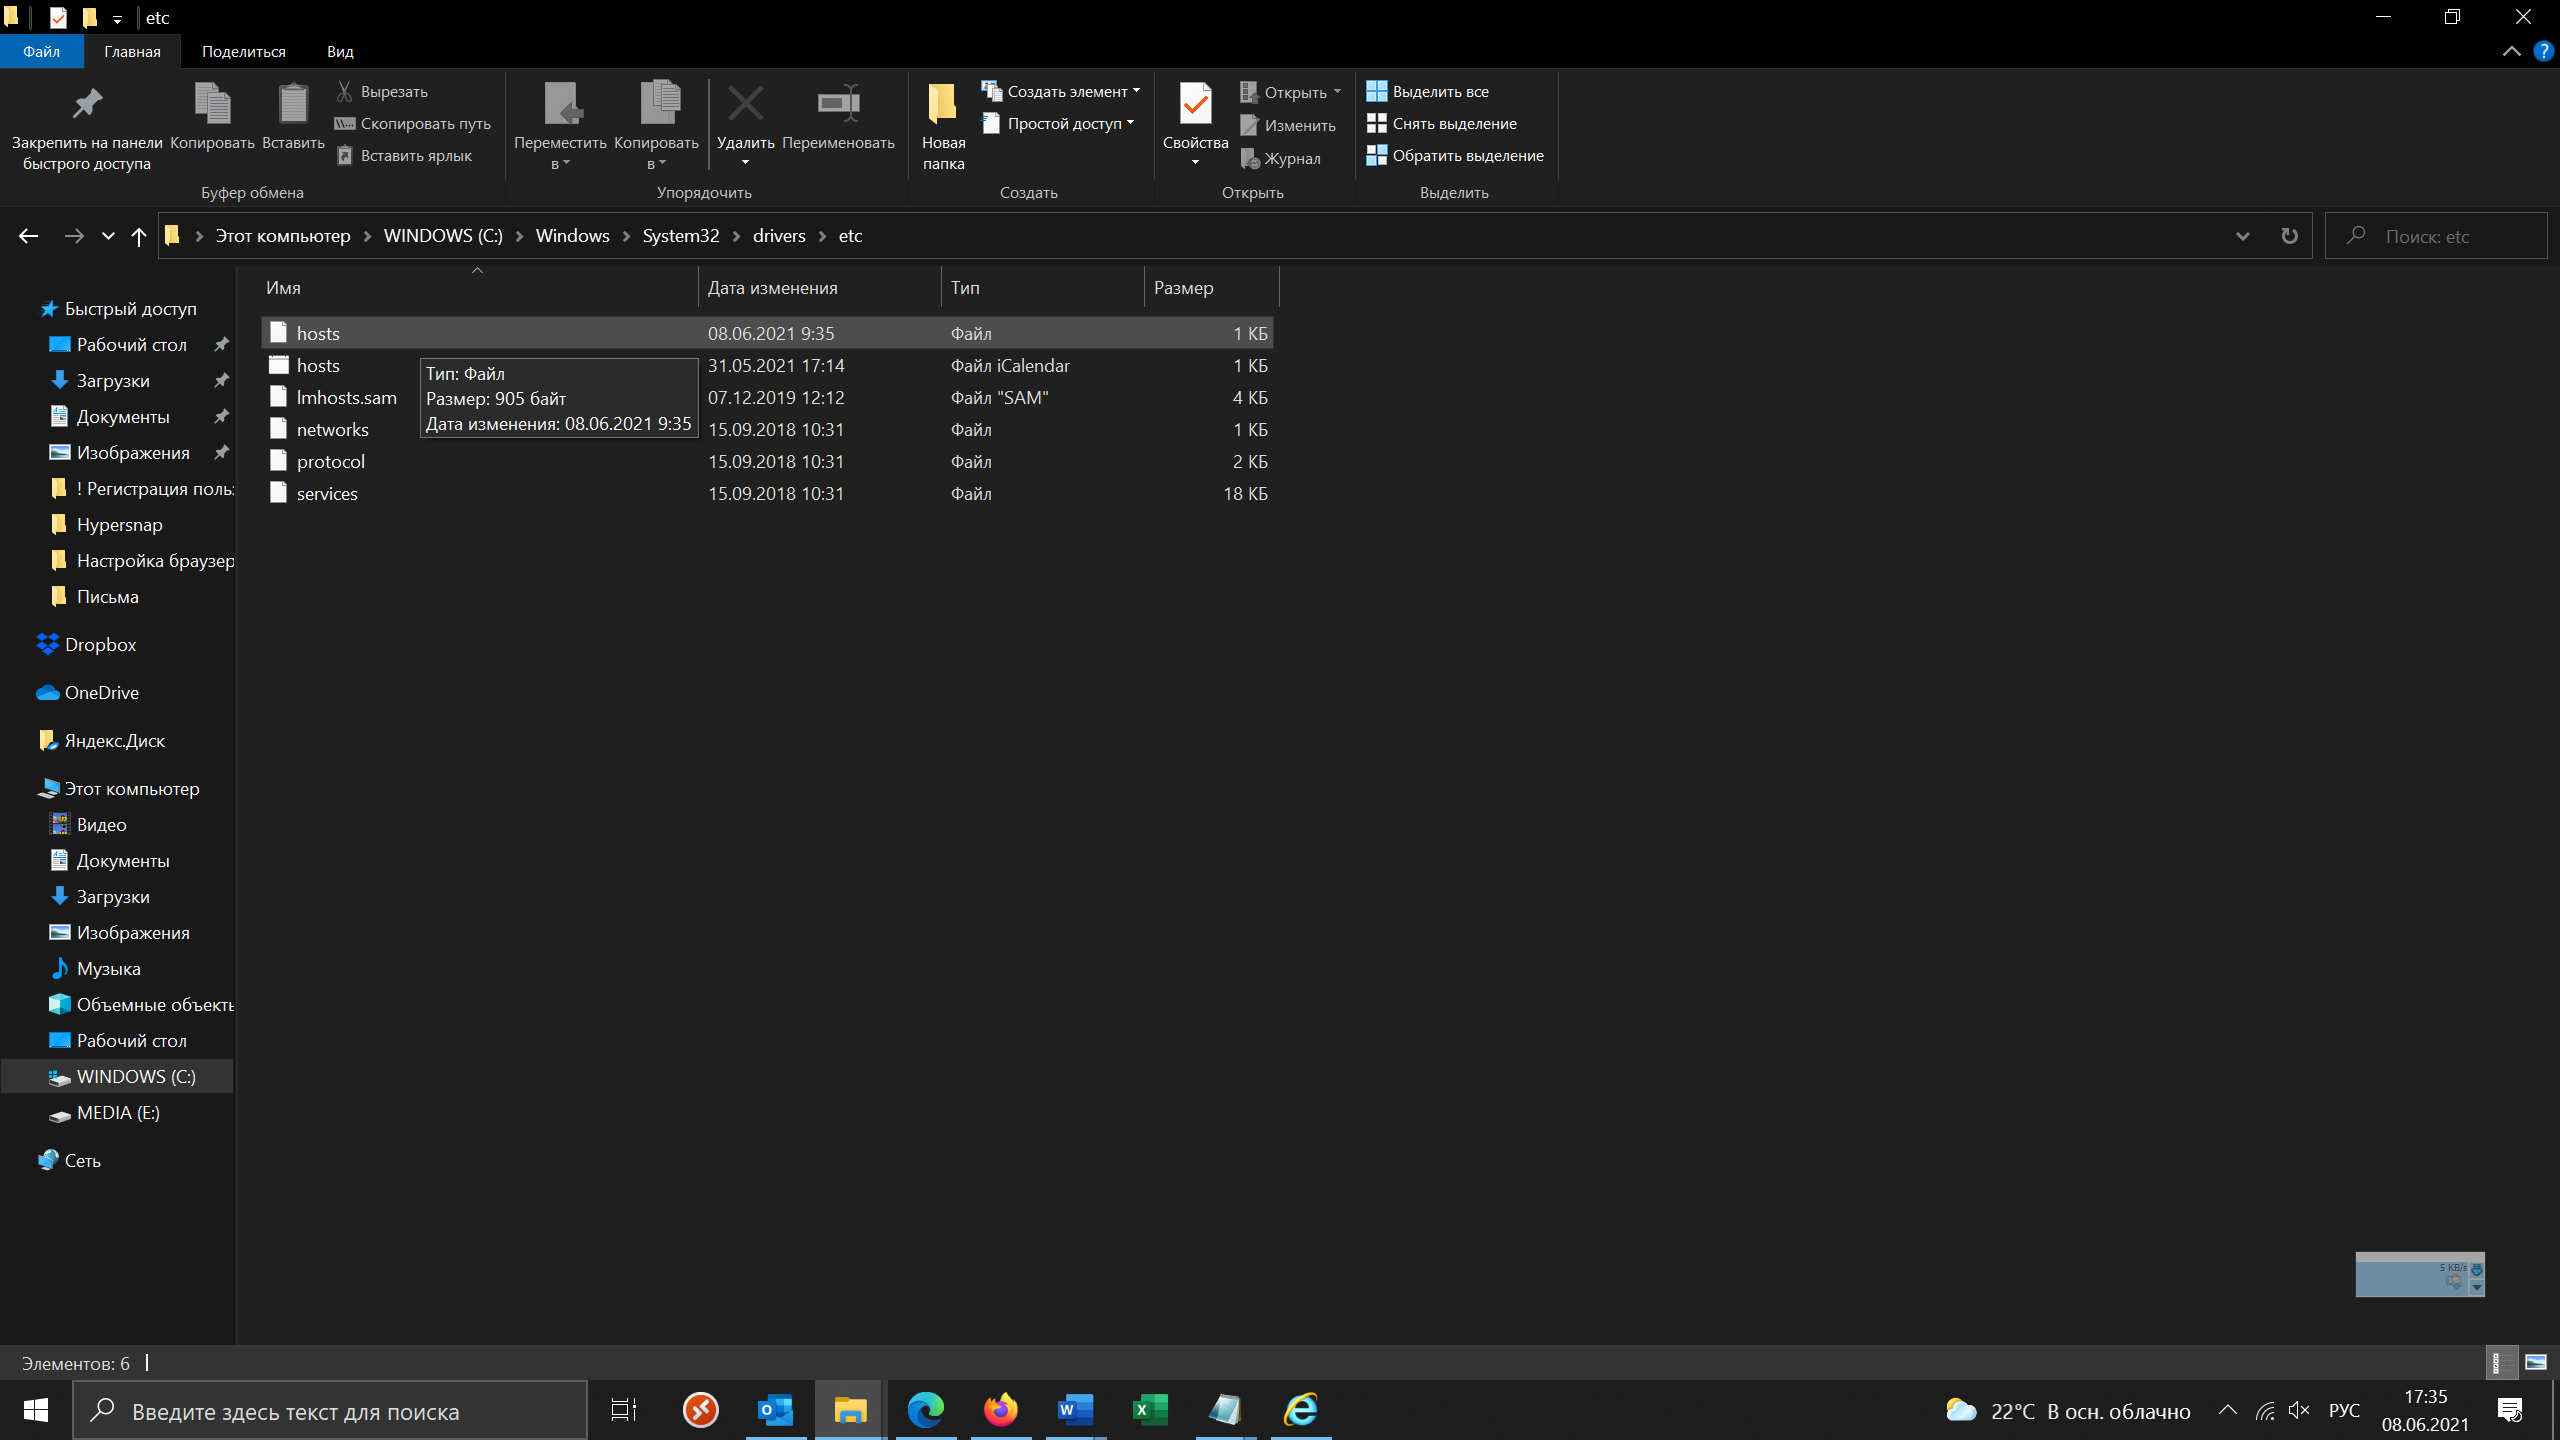 etc
Файл Главная Поделиться Вид
Закрепить на панели быстрого доступа
Копировать
Вставить
Вырезать
Скопировать путь
Вставить ярлык
Буфер обмена
Переместить в
Копировать в
Удалить
Переименовать
Упорядочить
Новая папка
Создать элемент
Простой доступ
Создать
Свойства
Открыть
Изменить
Журнал
Открыть
Выделить все
Снять выделение
Обратить выделение
Выделить
Этот компьютер > WINDOWS (C:) > Windows > System32 > drivers > etc
Поиск: etc
Быстрый доступ
Рабочий стол
Загрузки
Документы
Изображения
! Регистрация поль
Hypersnap
Настройка браузер
Письма
Dropbox
OneDrive
Яндекс.Диск
Этот компьютер
Видео
Документы
Загрузки
Изображения
Музыка
Объемные объекты
Рабочий стол
WINDOWS (C:)
MEDIA (E:)
Сеть
Имя Дата изменения Тип Размер
hosts 08.06.2021 9:35 Файл 1 КБ
hosts 31.05.2021 17:14 Файл iCalendar 1 КБ
lmhosts.sam 07.12.2019 12:12 Файл "SAM" 4 КБ
networks 15.09.2018 10:31 Файл 1 КБ
protocol 15.09.2018 10:31 Файл 2 КБ
services 15.09.2018 10:31 Файл 18 КБ
Тип: Файл
Размер: 905 байт
Дата изменения: 08.06.2021 9:35
5 KB/s
Элементов: 6
Введите здесь текст для поиска
22°C В осн. облачно
РУС
17:35
08.06.2021